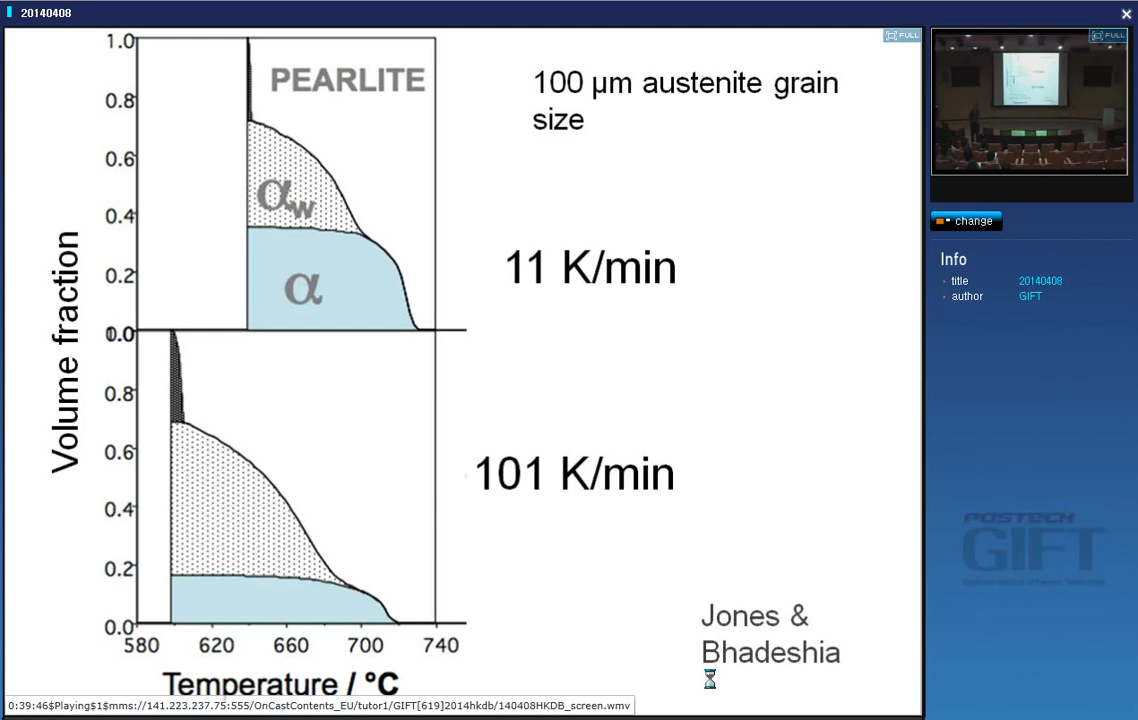 20140408
FULL
FULL
1.0
0.8
0.6
0.4
0.2
0.0
1.0
0.8
0.6
0.4
0.2
0.0
PEARLITE
αw
α
100 µm austenite grain
size
11 K/min
101 K/min
Volume fraction
580 620 660 700 740
Temperature / °C
Jones &
Bhadeshia
change
Info
title 20140408
author GIFT
POSTECH
GIFT
0:39:46$Playing$1$mms://141.223.237.75:555/OnCastContents_EU/tutor1/GIFT[619]2014hkdb/140408HKDB_screen.wmv